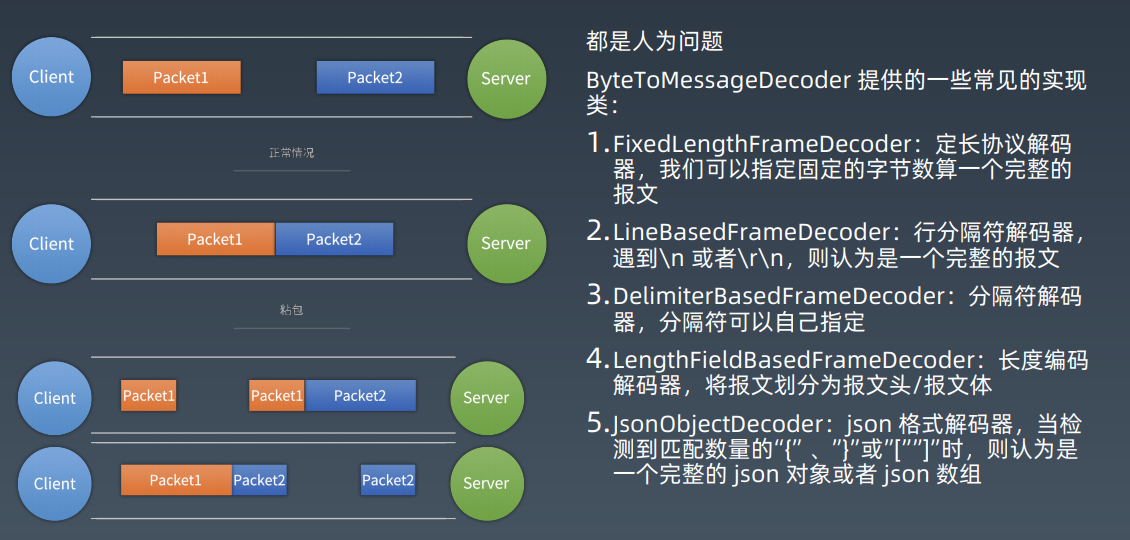 Client
Packet1
Packet2
Server
正常情况
Client
Packet1
Packet2
Server
粘包
Client
Packet1
Packet1
Packet2
Server
Client
Packet1
Packet2
Packet2
Server
都是人为问题
ByteToMessageDecoder 提供的一些常见的实现
类：
1.FixedLengthFrameDecoder：定长协议解码
器，我们可以指定固定的字节数算一个完整的
报文
2.LineBasedFrameDecoder：行分隔符解码器，
遇到\n 或者\r\n，则认为是一个完整的报文
3.DelimiterBasedFrameDecoder：分隔符解码
器，分隔符可以自己指定
4.LengthFieldBasedFrameDecoder：长度编码
解码器，将报文划分为报文头/报文体
5.JsonObjectDecoder：json 格式解码器，当检
测到匹配数量的“{” 、”}”或”[””]”时，则认为是
一个完整的 json 对象或者 json 数组